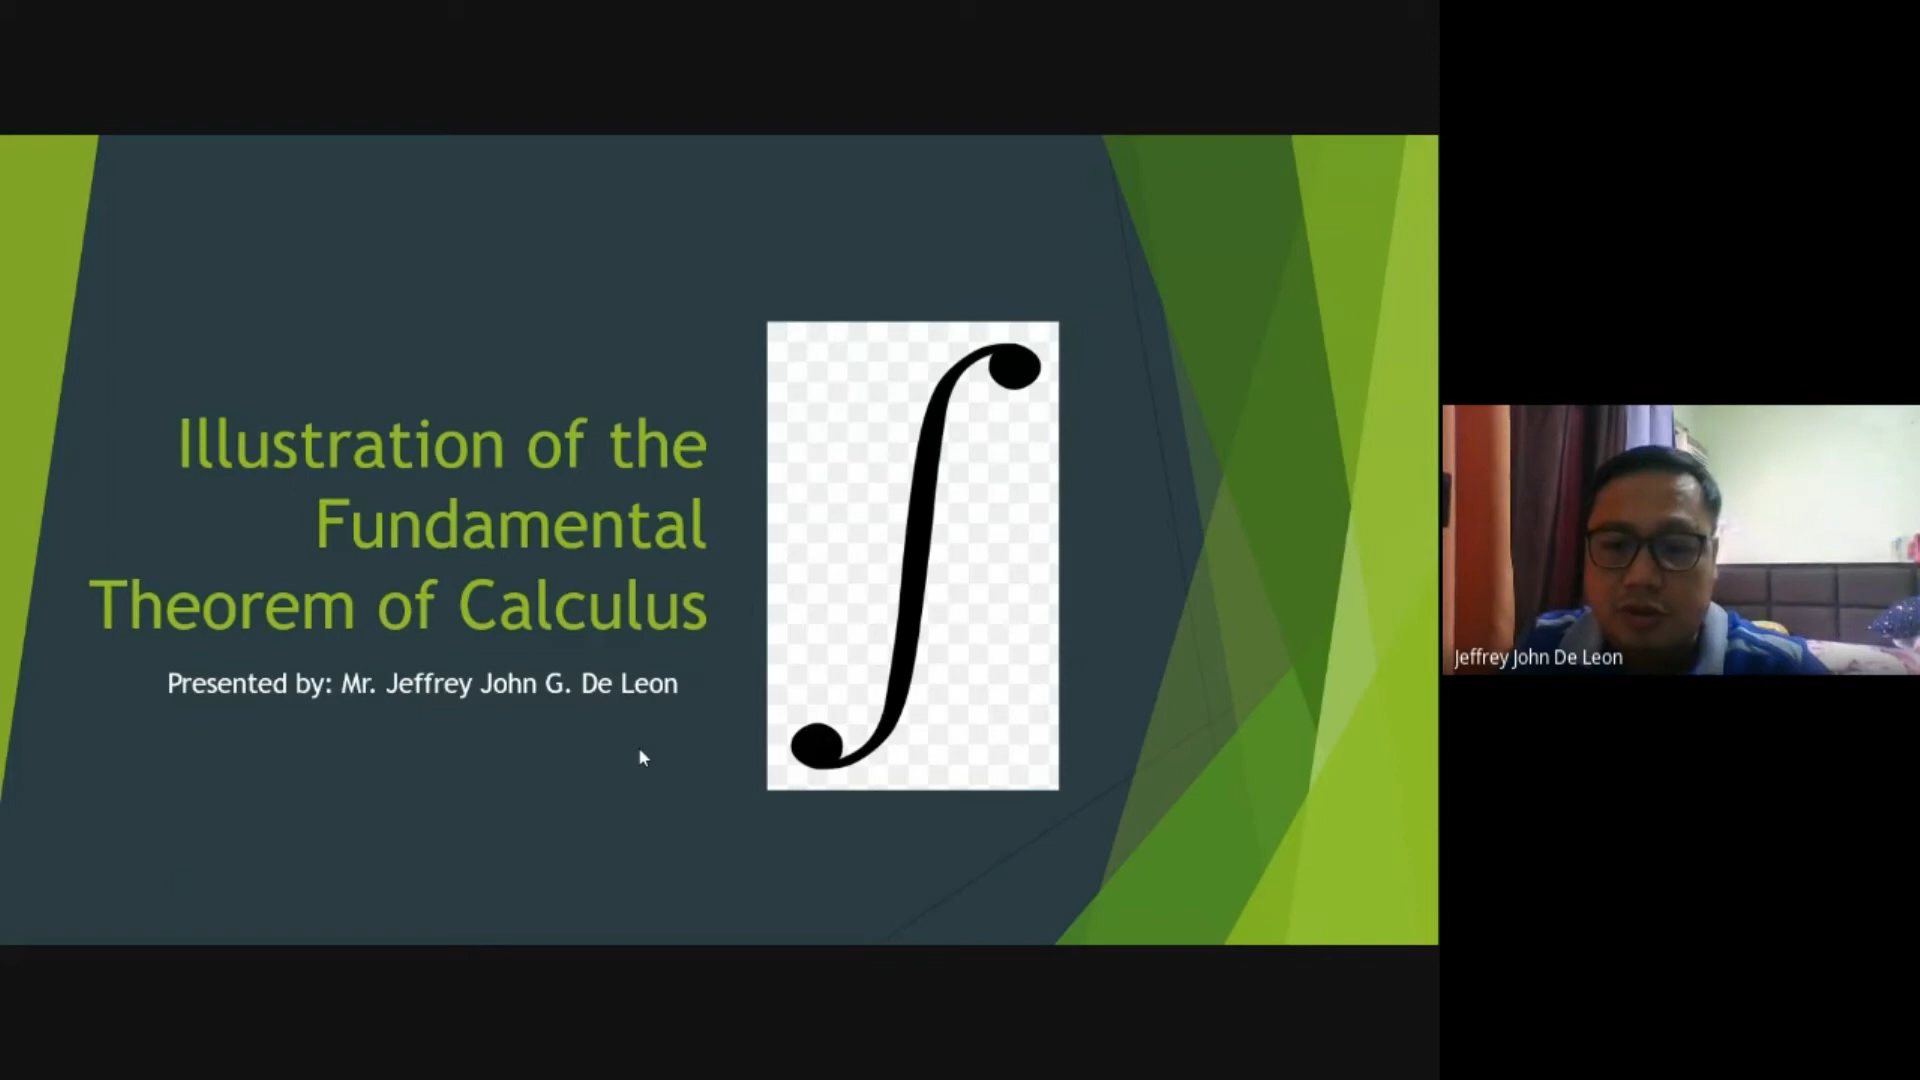 Illustration of the
Fundamental
Theorem of Calculus
Presented by: Mr. Jeffrey John G. De Leon
∫
Jeffrey John De Leon